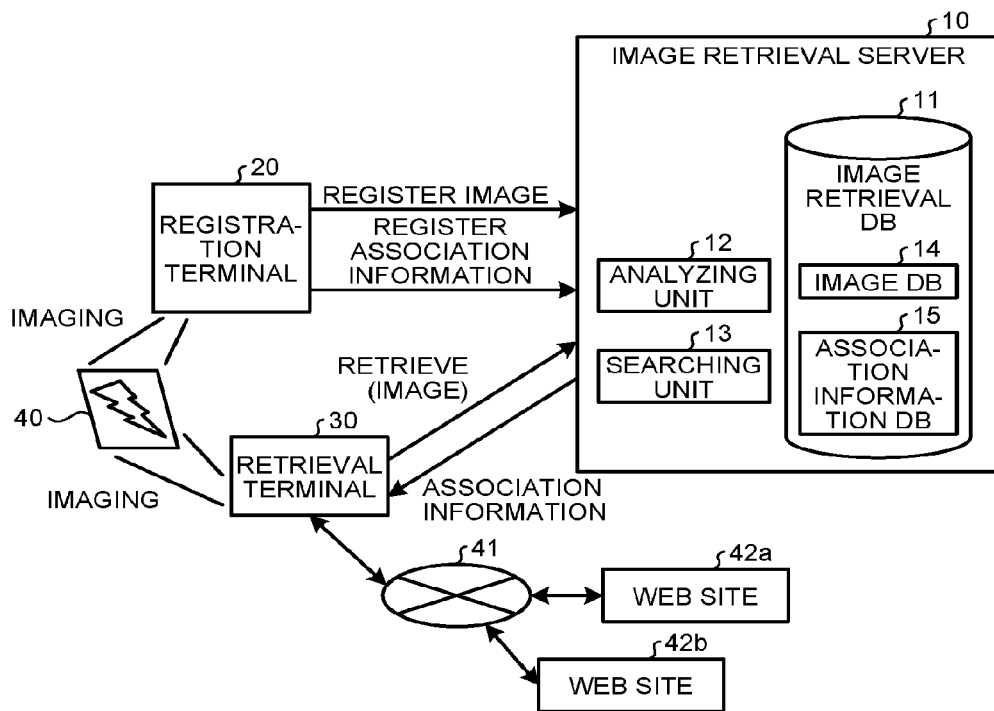 10
IMAGE RETRIEVAL SERVER
11
IMAGE
RETRIEVAL
DB
20
REGISTRA-
TION
TERMINAL
REGISTER IMAGE
REGISTER
ASSOCIATION
INFORMATION
12
ANALYZING
UNIT
14
IMAGE DB
13
SEARCHING
UNIT
15
ASSOCIA-
TION
INFORMA-
TION DB
IMAGING
40
IMAGING
RETRIEVE
(IMAGE)
30
RETRIEVAL
TERMINAL
ASSOCIATION
INFORMATION
41
42a
WEB SITE
42b
WEB SITE